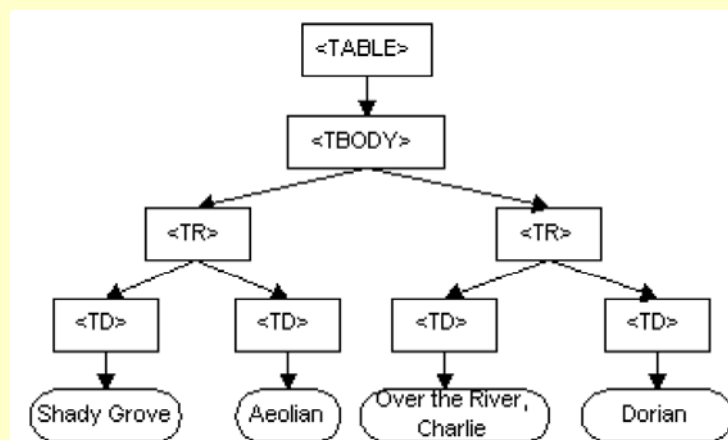 <TABLE>
<TBODY>
<TR>
<TR>
<TD>
<TD>
<TD>
<TD>
Shady Grove
Aeolian
Over the River,
Charlie
Dorian